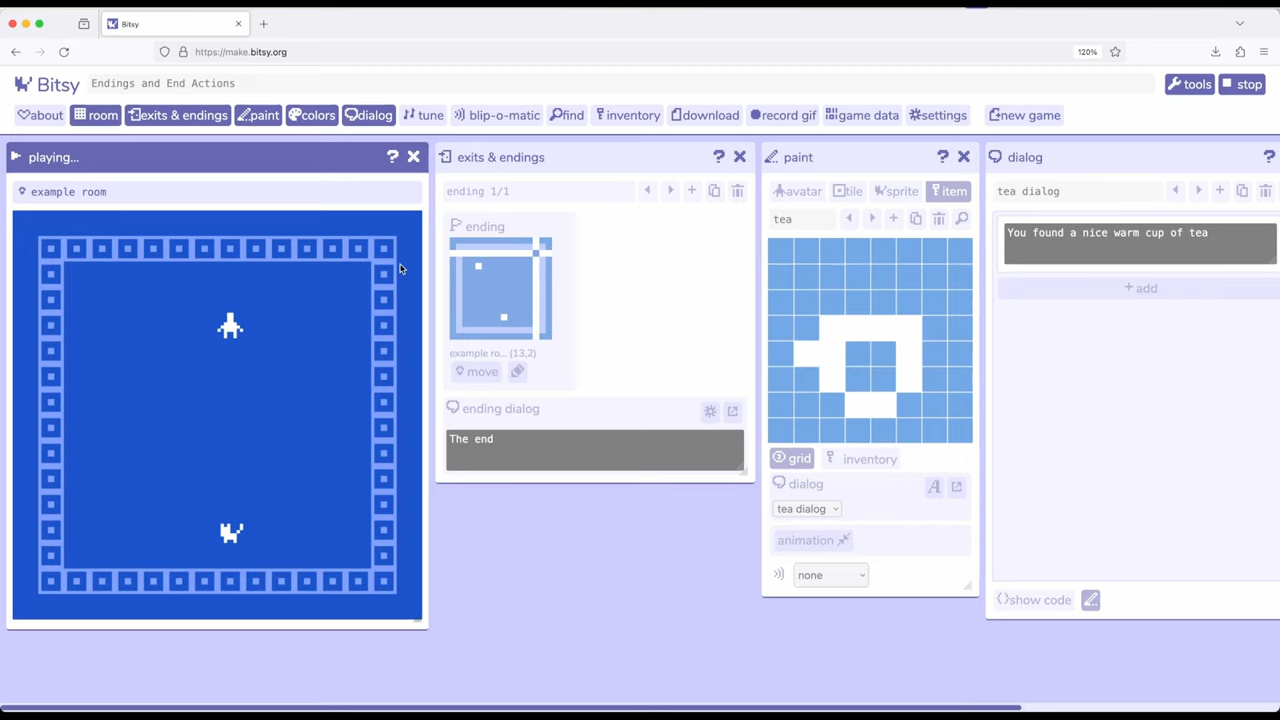 Bitsy
https://make.bitsy.org
120%
Bitsy
Endings and End Actions
tools
stop
about
room
exits & endings
paint
colors
dialog
tune
blip-o-matic
find
inventory
download
record gif
game data
settings
new game
playing...
?
exits & endings
?
paint
?
dialog
?
example room
ending 1/1
avatar
tile
sprite
item
tea dialog
ending
tea
You found a nice warm cup of tea
add
example ro... (13,2)
move
ending dialog
The end
grid
inventory
dialog
A
tea dialog
animation
none
show code